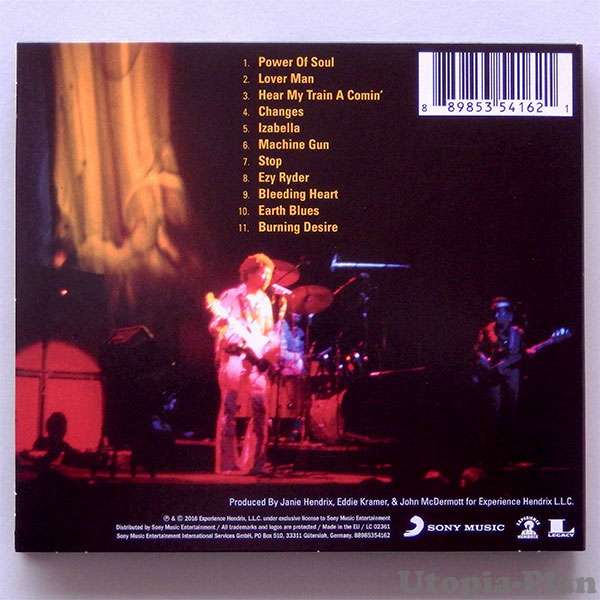 1. Power Of Soul
2. Lover Man
3. Hear My Train A Comin'
4. Changes
5. Izabella
6. Machine Gun
7. Stop
8. Ezy Ryder
9. Bleeding Heart
10. Earth Blues
11. Burning Desire
8 89853 54162 1
Produced By Janie Hendrix, Eddie Kramer, & John McDermott for Experience Hendrix L.L.C.
℗ & © 2016 Experience Hendrix, L.L.C. under exclusive license to Sony Music Entertainment
Distributed by Sony Music Entertainment / All trademarks and logos are protected / Made in the EU / LC 02361
Sony Music Entertainment International Services GmbH, PO Box 510, 33311 Gütersloh, Germany. 88985354162
SONY MUSIC
EXPERIENCE
HENDRIX
L
LEGACY
Utopia-Plan